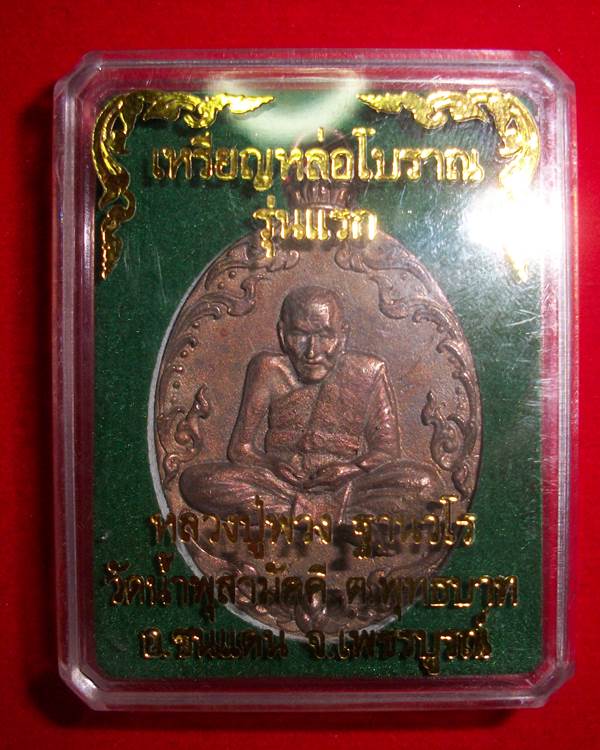 เหรียญหล่อโบราณ
รุ่นแรก
หลวงปู่พวง ฐานวโร
วัดน้ำพุสามัคคี ต.พุทธบาท
อ.ชนแดน จ.เพชรบูรณ์